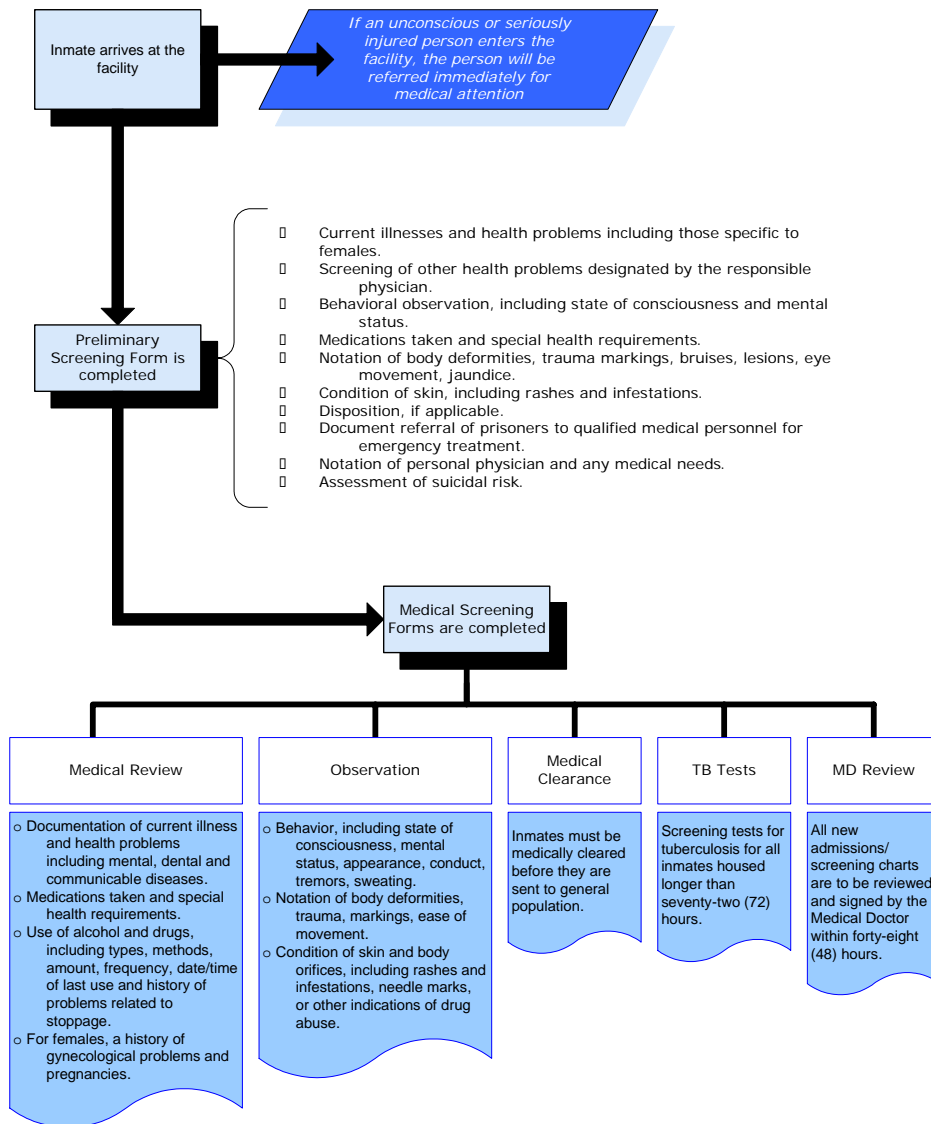 Inmate arrives at the
facility
If an unconscious or seriously
injured person enters the
facility, the person will be
referred immediately for
medical attention
Preliminary
Screening Form is
completed
Current illnesses and health problems including those specific to
females.
Screening of other health problems designated by the responsible
physician.
Behavioral observation, including state of consciousness and mental
status.
Medications taken and special health requirements.
Notation of body deformities, trauma markings, bruises, lesions, eye
movement, jaundice.
Condition of skin, including rashes and infestations.
Disposition, if applicable.
Document referral of prisoners to qualified medical personnel for
emergency treatment.
Notation of personal physician and any medical needs.
Assessment of suicidal risk.
Medical Screening
Forms are completed
Medical Review
o Documentation of current illness
and health problems
including mental, dental and
communicable diseases.
o Medications taken and special
health requirements.
o Use of alcohol and drugs,
including types, methods,
amount, frequency, date/time
of last use and history of
problems related to
stoppage.
o For females, a history of
gynecological problems and
pregnancies.
Observation
o Behavior, including state of
consciousness, mental
status, appearance, conduct,
tremors, sweating.
o Notation of body deformities,
trauma, markings, ease of
movement.
o Condition of skin and body
orifices, including rashes and
infestations, needle marks,
or other indications of drug
abuse.
Medical
Clearance
Inmates must be
medically cleared
before they are
sent to general
population.
TB Tests
Screening tests for
tuberculosis for all
inmates housed
longer than
seventy-two (72)
hours.
MD Review
All new
admissions/
screening charts
are to be reviewed
and signed by the
Medical Doctor
within forty-eight
(48) hours.